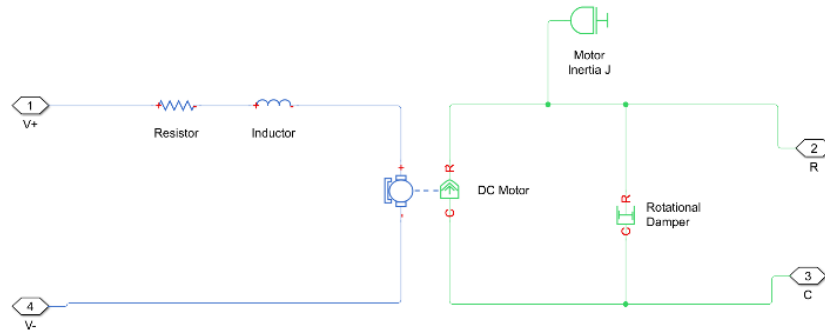 Motor
Inertia J
1
V+
+
-
+
-
Resistor
Inductor
+
R
DC Motor
-
C
R
C
Rotational
Damper
2
R
3
C
4
V-